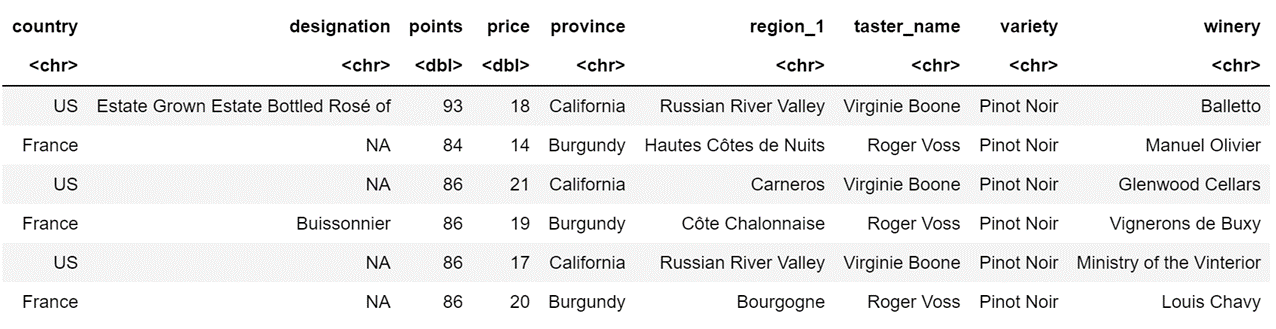 country designation points price province region_1 taster_name variety winery
<chr> <chr> <dbl> <dbl> <chr> <chr> <chr> <chr> <chr>
US Estate Grown Estate Bottled Rosé of 93 18 California Russian River Valley Virginie Boone Pinot Noir Balletto
France NA 84 14 Burgundy Hautes Côtes de Nuits Roger Voss Pinot Noir Manuel Olivier
US NA 86 21 California Carneros Virginie Boone Pinot Noir Glenwood Cellars
France Buissonnier 86 19 Burgundy Côte Chalonnaise Roger Voss Pinot Noir Vignerons de Buxy
US NA 86 17 California Russian River Valley Virginie Boone Pinot Noir Ministry of the Vinterior
France NA 86 20 Burgundy Bourgogne Roger Voss Pinot Noir Louis Chavy